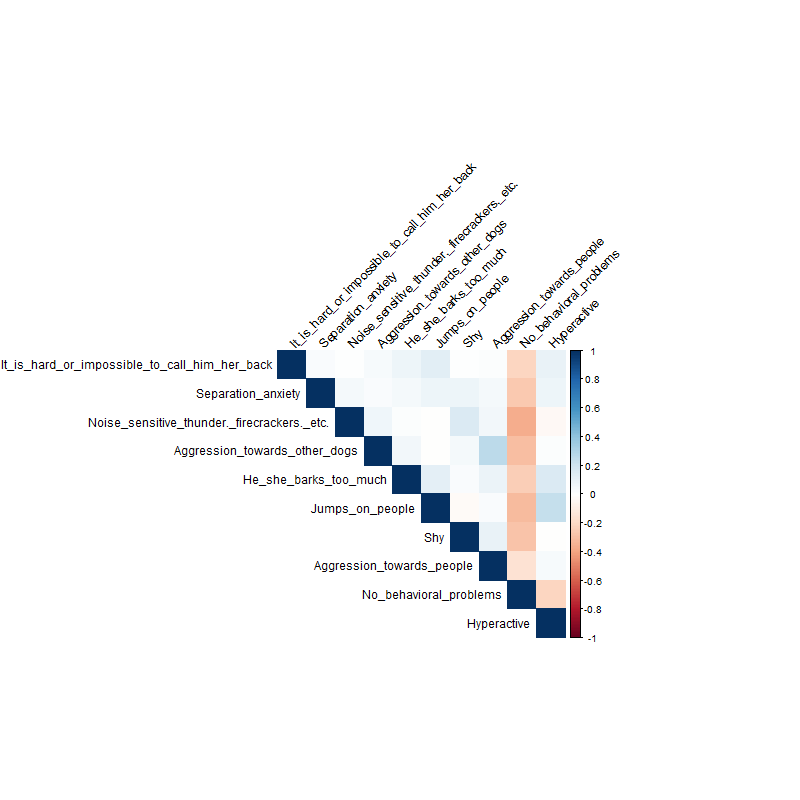 It_is_hard_or_impossible_to_call_him_her_back
Separation_anxiety
Noise_sensitive_thunder._firecrackers._etc.
Aggression_towards_other_dogs
He_she_barks_too_much
Jumps_on_people
Shy
Aggression_towards_people
No_behavioral_problems
Hyperactive
It_is_hard_or_impossible_to_call_him_her_back
Separation_anxiety
Noise_sensitive_thunder._firecrackers._etc.
Aggression_towards_other_dogs
He_she_barks_too_much
Jumps_on_people
Shy
Aggression_towards_people
No_behavioral_problems
Hyperactive
1
0.8
0.6
0.4
0.2
0
-0.2
-0.4
-0.6
-0.8
-1